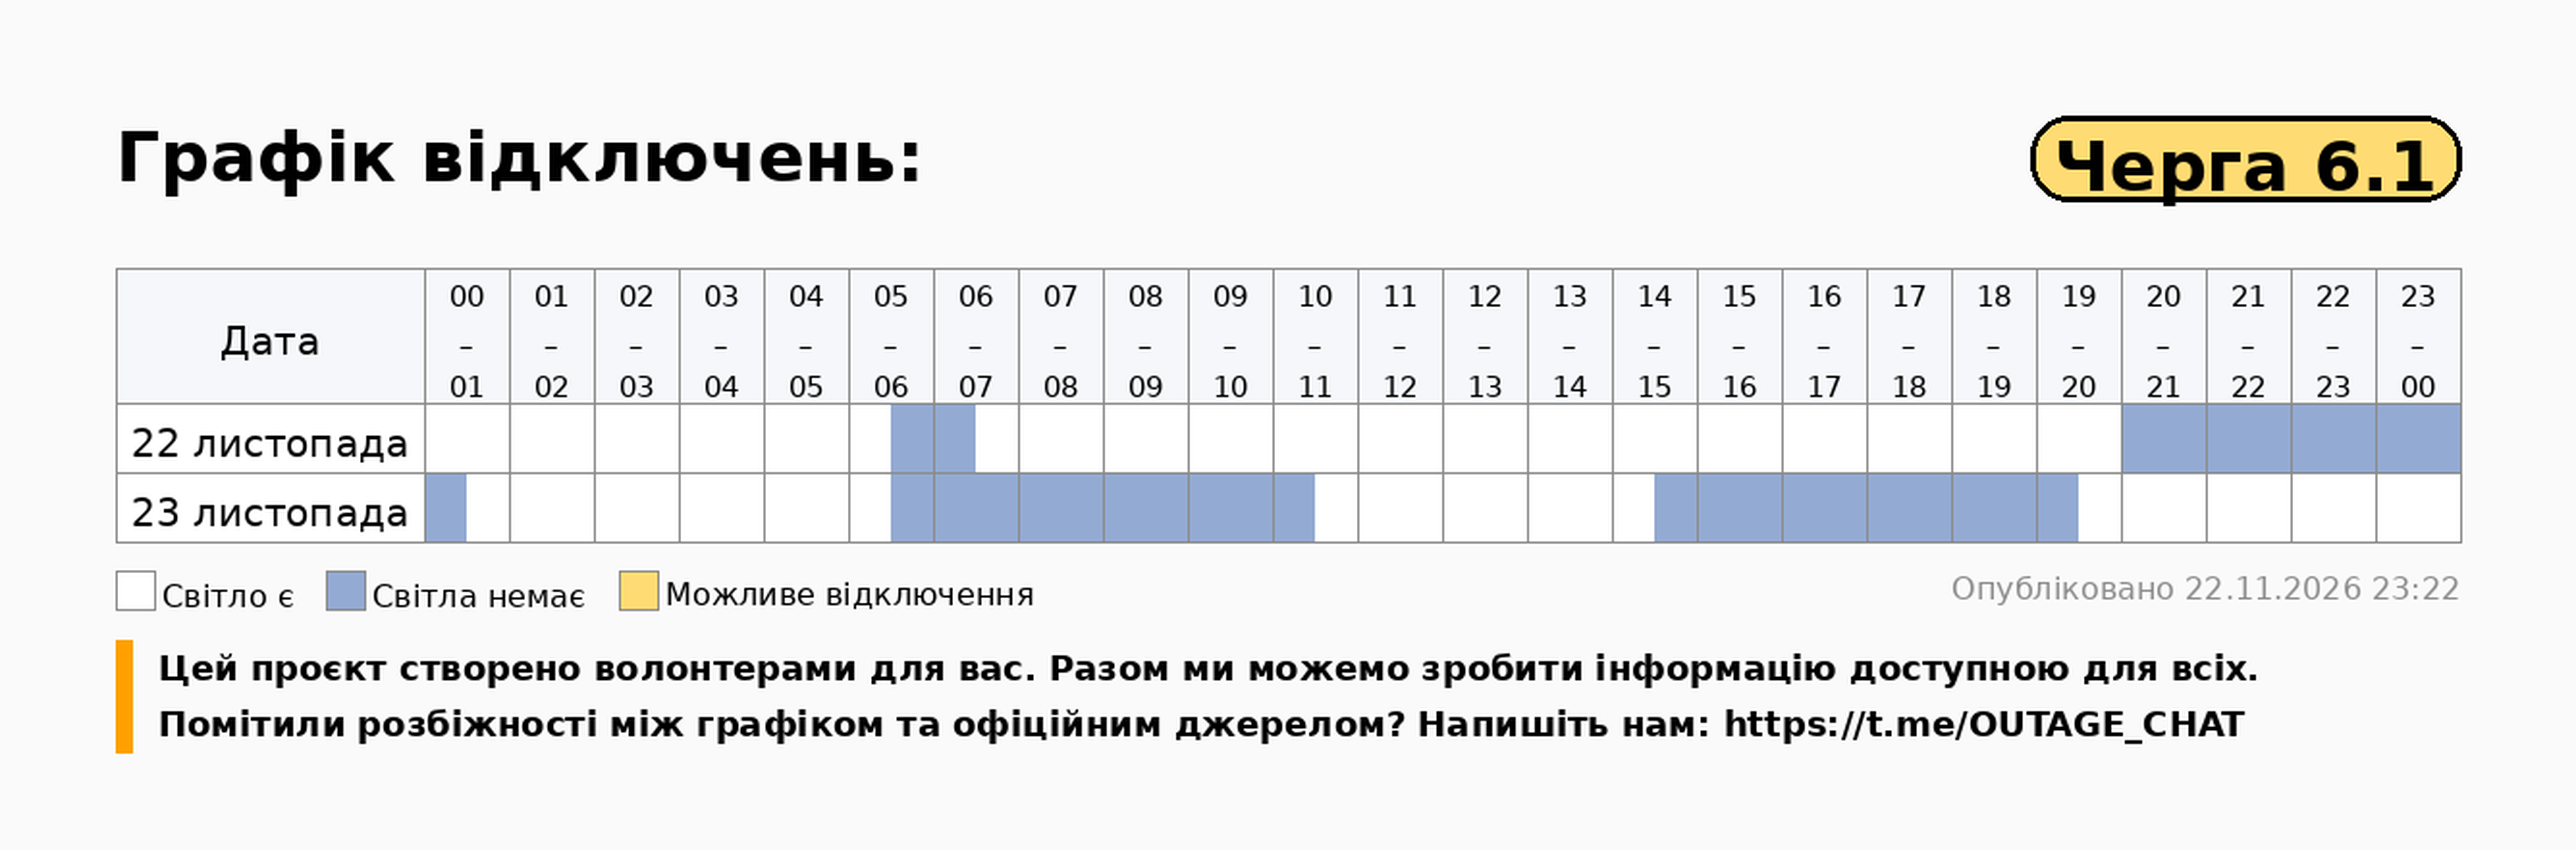 Графік відключень:
Черга 6.1
Дата
00 – 01
01 – 02
02 – 03
03 – 04
04 – 05
05 – 06
06 – 07
07 – 08
08 – 09
09 – 10
10 – 11
11 – 12
12 – 13
13 – 14
14 – 15
15 – 16
16 – 17
17 – 18
18 – 19
19 – 20
20 – 21
21 – 22
22 – 23
23 – 00
22 листопада
23 листопада
Світло є
Світла немає
Можливе відключення
Опубліковано 22.11.2026 23:22
Цей проєкт створено волонтерами для вас. Разом ми можемо зробити інформацію доступною для всіх.
Помітили розбіжності між графіком та офіційним джерелом? Напишіть нам: https://t.me/OUTAGE_CHAT